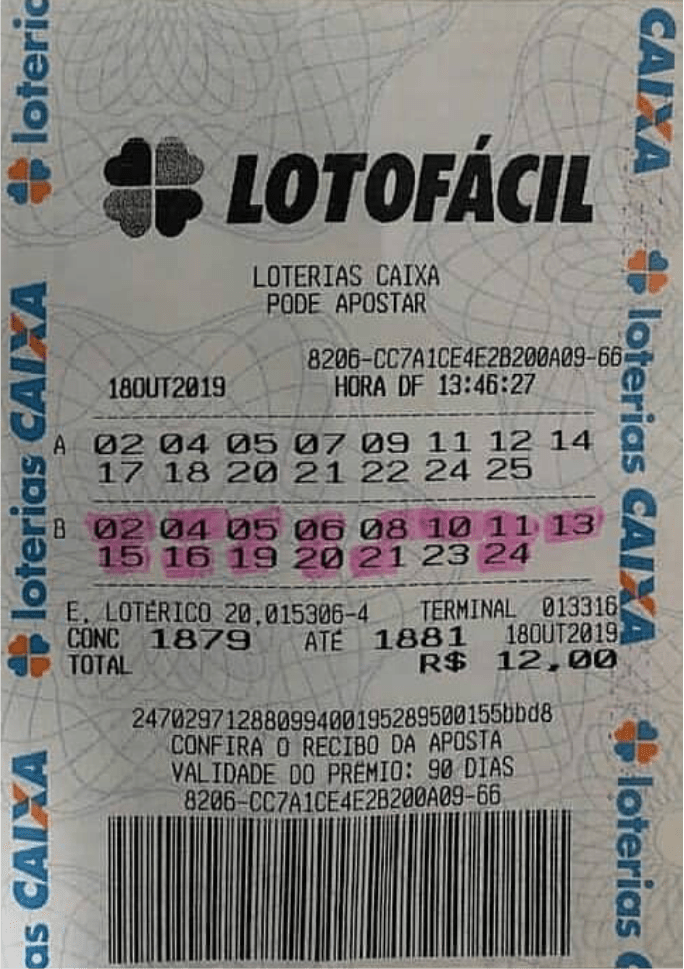 LOTOFÁCIL
LOTERIAS CAIXA
PODE APOSTAR
8206-CC7A1CE4E2B200A09-66
18OUT2019 HORA DF 13:46:27
A 02 04 05 07 09 11 12 14
17 18 20 21 22 24 25
B 02 04 05 06 08 10 11 13
15 16 19 20 21 23 24
E. LOTÉRICO 20.015306-4 TERMINAL 013316
CONC 1879 ATÉ 1881 18OUT2019
TOTAL R$ 12,00
24702971288099400195289500155bbd8
CONFIRA O RECIBO DA APOSTA
VALIDADE DO PRÊMIO: 90 DIAS
8206-CC7A1CE4E2B200A09-66
loteri
loterias CAIXA
as CAIXA
CAIXA
loterias CAIXA
loterias